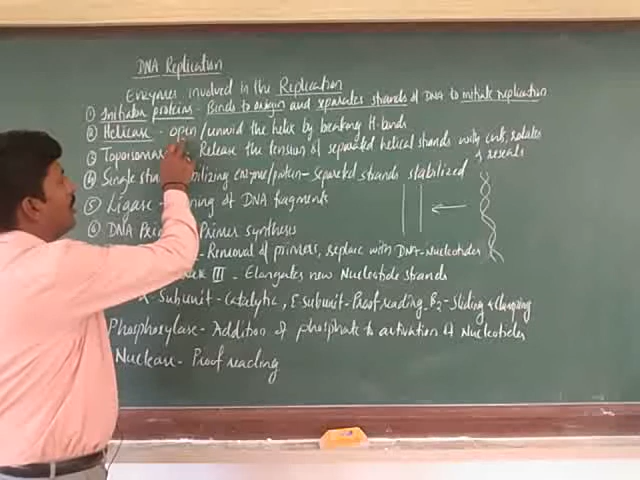 DNA Replication
Enzymes involved in the Replication
① Initiator proteins - Binds to origin and separates strands of DNA to initiate replication
② Helicase - open/unwid the helix by breaking H-bonds
③ Release the tension of separated helical strands with cuts, rotates & reseals
④ Single enzyme/protein - separated strands stabilized
⑤ Ligase - of DNA fragments
⑥ DNA Primer synthesis
- Removal of primers, replace with DNA-Nucleotides
III - Elongates new Nucleotide strands
α-Subunit - Catalytic, ε-subunit - Proof reading, β2 - Sliding & Clamping
Phosphorylase - Addition of phosphate to activation of Nucleotides
Nuclease - Proof reading